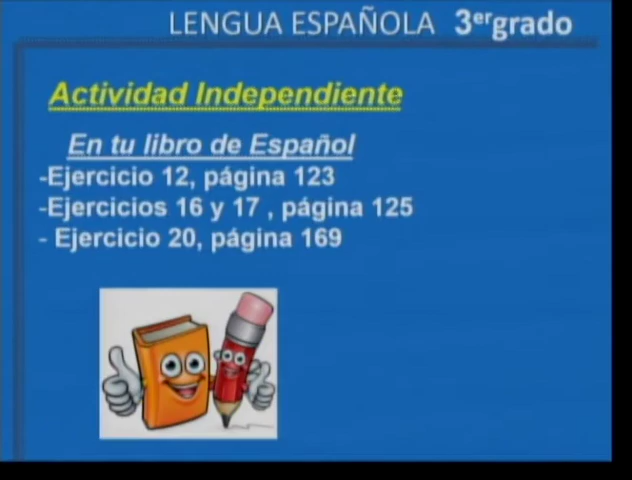 LENGUA ESPAÑOLA 3ergrado
Actividad Independiente
En tu libro de Español
-Ejercicio 12, página 123
-Ejercicios 16 y 17 , página 125
- Ejercicio 20, página 169